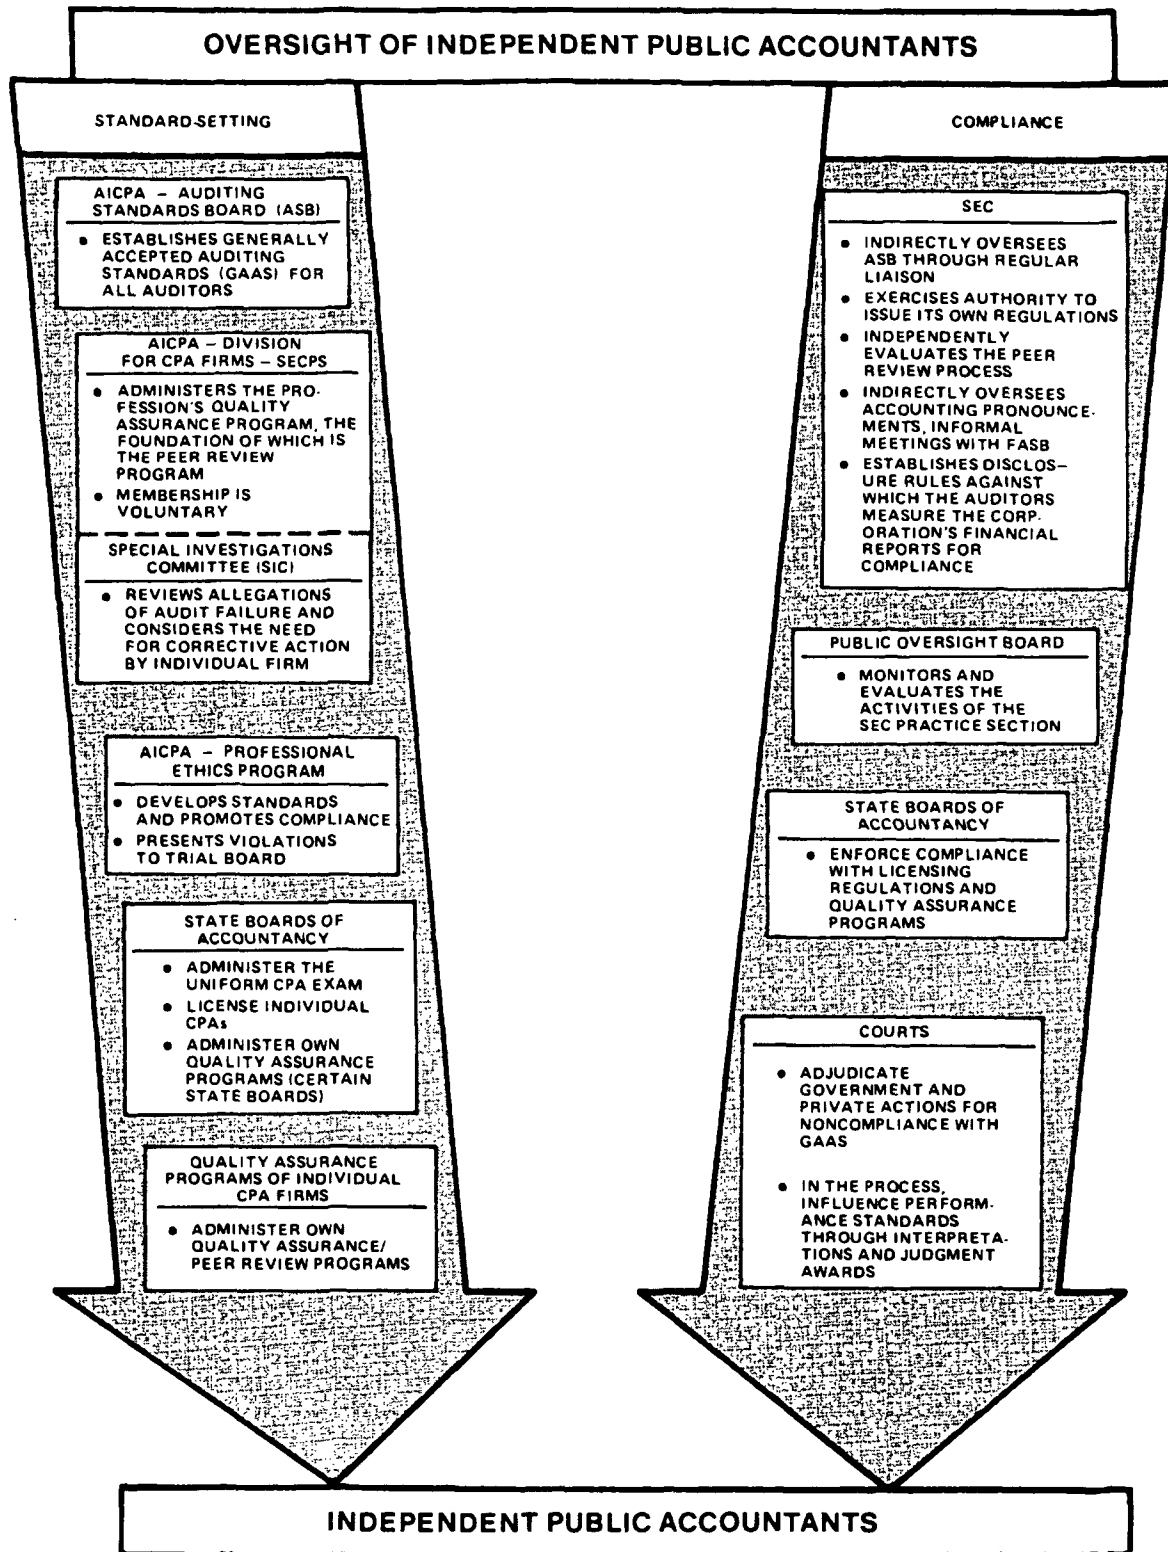 OVERSIGHT OF INDEPENDENT PUBLIC ACCOUNTANTS
STANDARD-SETTING
AICPA – AUDITING
STANDARDS BOARD (ASB)
• ESTABLISHES GENERALLY
ACCEPTED AUDITING
STANDARDS (GAAS) FOR
ALL AUDITORS
AICPA – DIVISION
FOR CPA FIRMS – SECPS
• ADMINISTERS THE PRO-
FESSION'S QUALITY
ASSURANCE PROGRAM, THE
FOUNDATION OF WHICH IS
THE PEER REVIEW
PROGRAM
• MEMBERSHIP IS
VOLUNTARY
SPECIAL INVESTIGATIONS
COMMITTEE (SIC)
• REVIEWS ALLEGATIONS
OF AUDIT FAILURE AND
CONSIDERS THE NEED
FOR CORRECTIVE ACTION
BY INDIVIDUAL FIRM
AICPA – PROFESSIONAL
ETHICS PROGRAM
• DEVELOPS STANDARDS
AND PROMOTES COMPLIANCE
• PRESENTS VIOLATIONS
TO TRIAL BOARD
STATE BOARDS OF
ACCOUNTANCY
• ADMINISTER THE
UNIFORM CPA EXAM
• LICENSE INDIVIDUAL
CPAs
• ADMINISTER OWN
QUALITY ASSURANCE
PROGRAMS (CERTAIN
STATE BOARDS)
QUALITY ASSURANCE
PROGRAMS OF INDIVIDUAL
CPA FIRMS
• ADMINISTER OWN
QUALITY ASSURANCE/
PEER REVIEW PROGRAMS
COMPLIANCE
SEC
• INDIRECTLY OVERSEES
ASB THROUGH REGULAR
LIAISON
• EXERCISES AUTHORITY TO
ISSUE ITS OWN REGULATIONS
• INDEPENDENTLY
EVALUATES THE PEER
REVIEW PROCESS
• INDIRECTLY OVERSEES
ACCOUNTING PRONOUNCE-
MENTS, INFORMAL
MEETINGS WITH FASB
• ESTABLISHES DISCLOS-
URE RULES AGAINST
WHICH THE AUDITORS
MEASURE THE CORP-
ORATION'S FINANCIAL
REPORTS FOR
COMPLIANCE
PUBLIC OVERSIGHT BOARD
• MONITORS AND
EVALUATES THE
ACTIVITIES OF THE
SEC PRACTICE SECTION
STATE BOARDS OF
ACCOUNTANCY
• ENFORCE COMPLIANCE
WITH LICENSING
REGULATIONS AND
QUALITY ASSURANCE
PROGRAMS
COURTS
• ADJUDICATE
GOVERNMENT AND
PRIVATE ACTIONS FOR
NONCOMPLIANCE WITH
GAAS
• IN THE PROCESS,
INFLUENCE PERFORM-
ANCE STANDARDS
THROUGH INTERPRETA-
TIONS AND JUDGMENT
AWARDS
INDEPENDENT PUBLIC ACCOUNTANTS